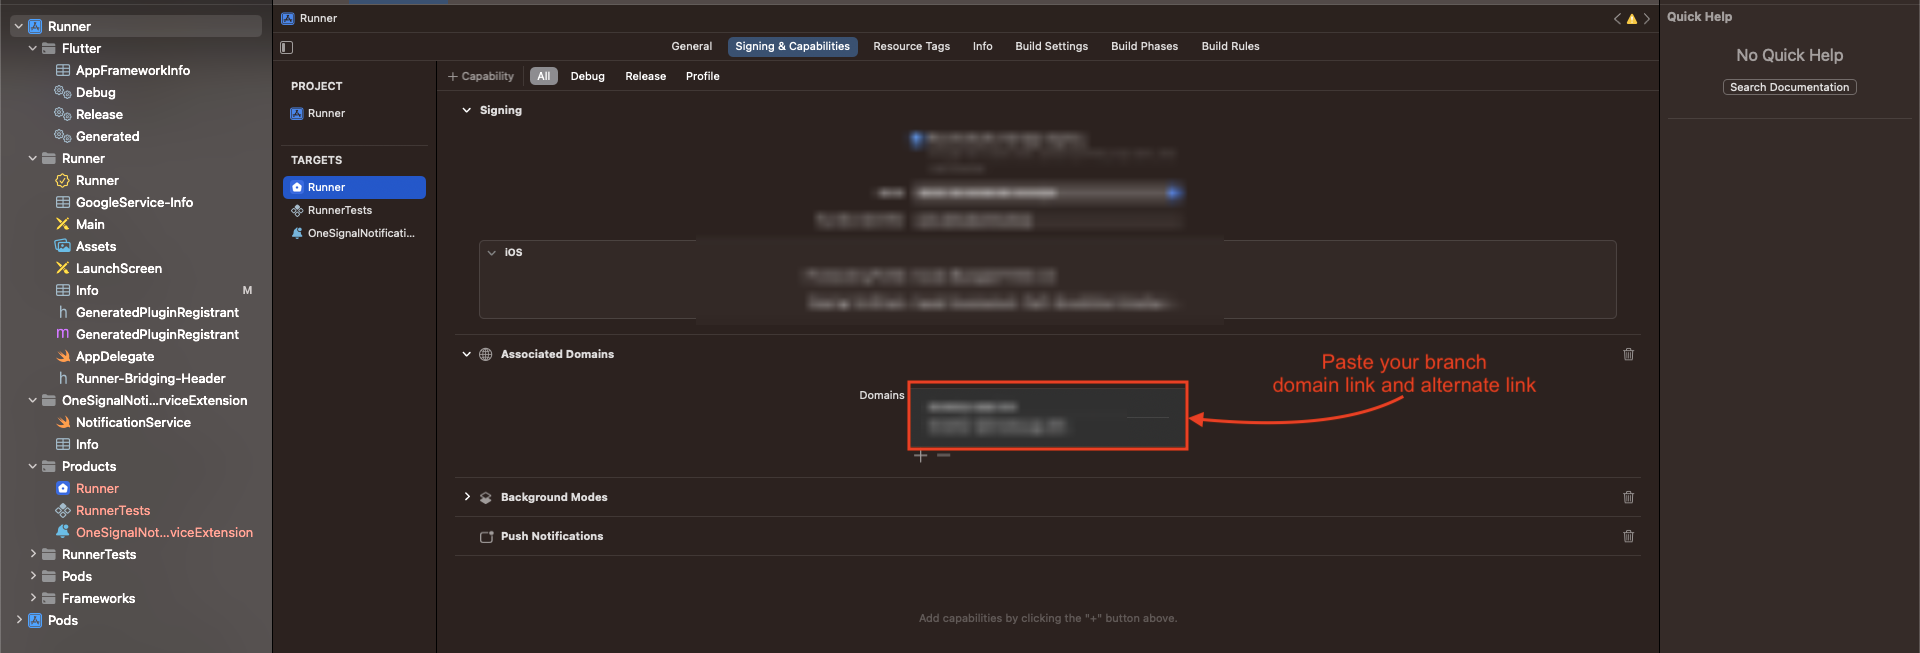 Runner
Flutter
AppFrameworkInfo
Debug
Release
Generated
Runner
Runner
GoogleService-Info
Main
Assets
LaunchScreen
Info M
GeneratedPluginRegistrant
GeneratedPluginRegistrant
AppDelegate
Runner-Bridging-Header
OneSignalNoti...rviceExtension
NotificationService
Info
Products
Runner
RunnerTests
OneSignalNot...viceExtension
RunnerTests
Pods
Frameworks
Pods
Runner
General Signing & Capabilities Resource Tags Info Build Settings Build Phases Build Rules
PROJECT
Runner
TARGETS
Runner
RunnerTests
OneSignalNotificati...
+ Capability All Debug Release Profile
Signing
iOS
Associated Domains
Domains
Paste your branch
domain link and alternate link
Background Modes
Push Notifications
Add capabilities by clicking the "+" button above.
Quick Help
No Quick Help
Search Documentation